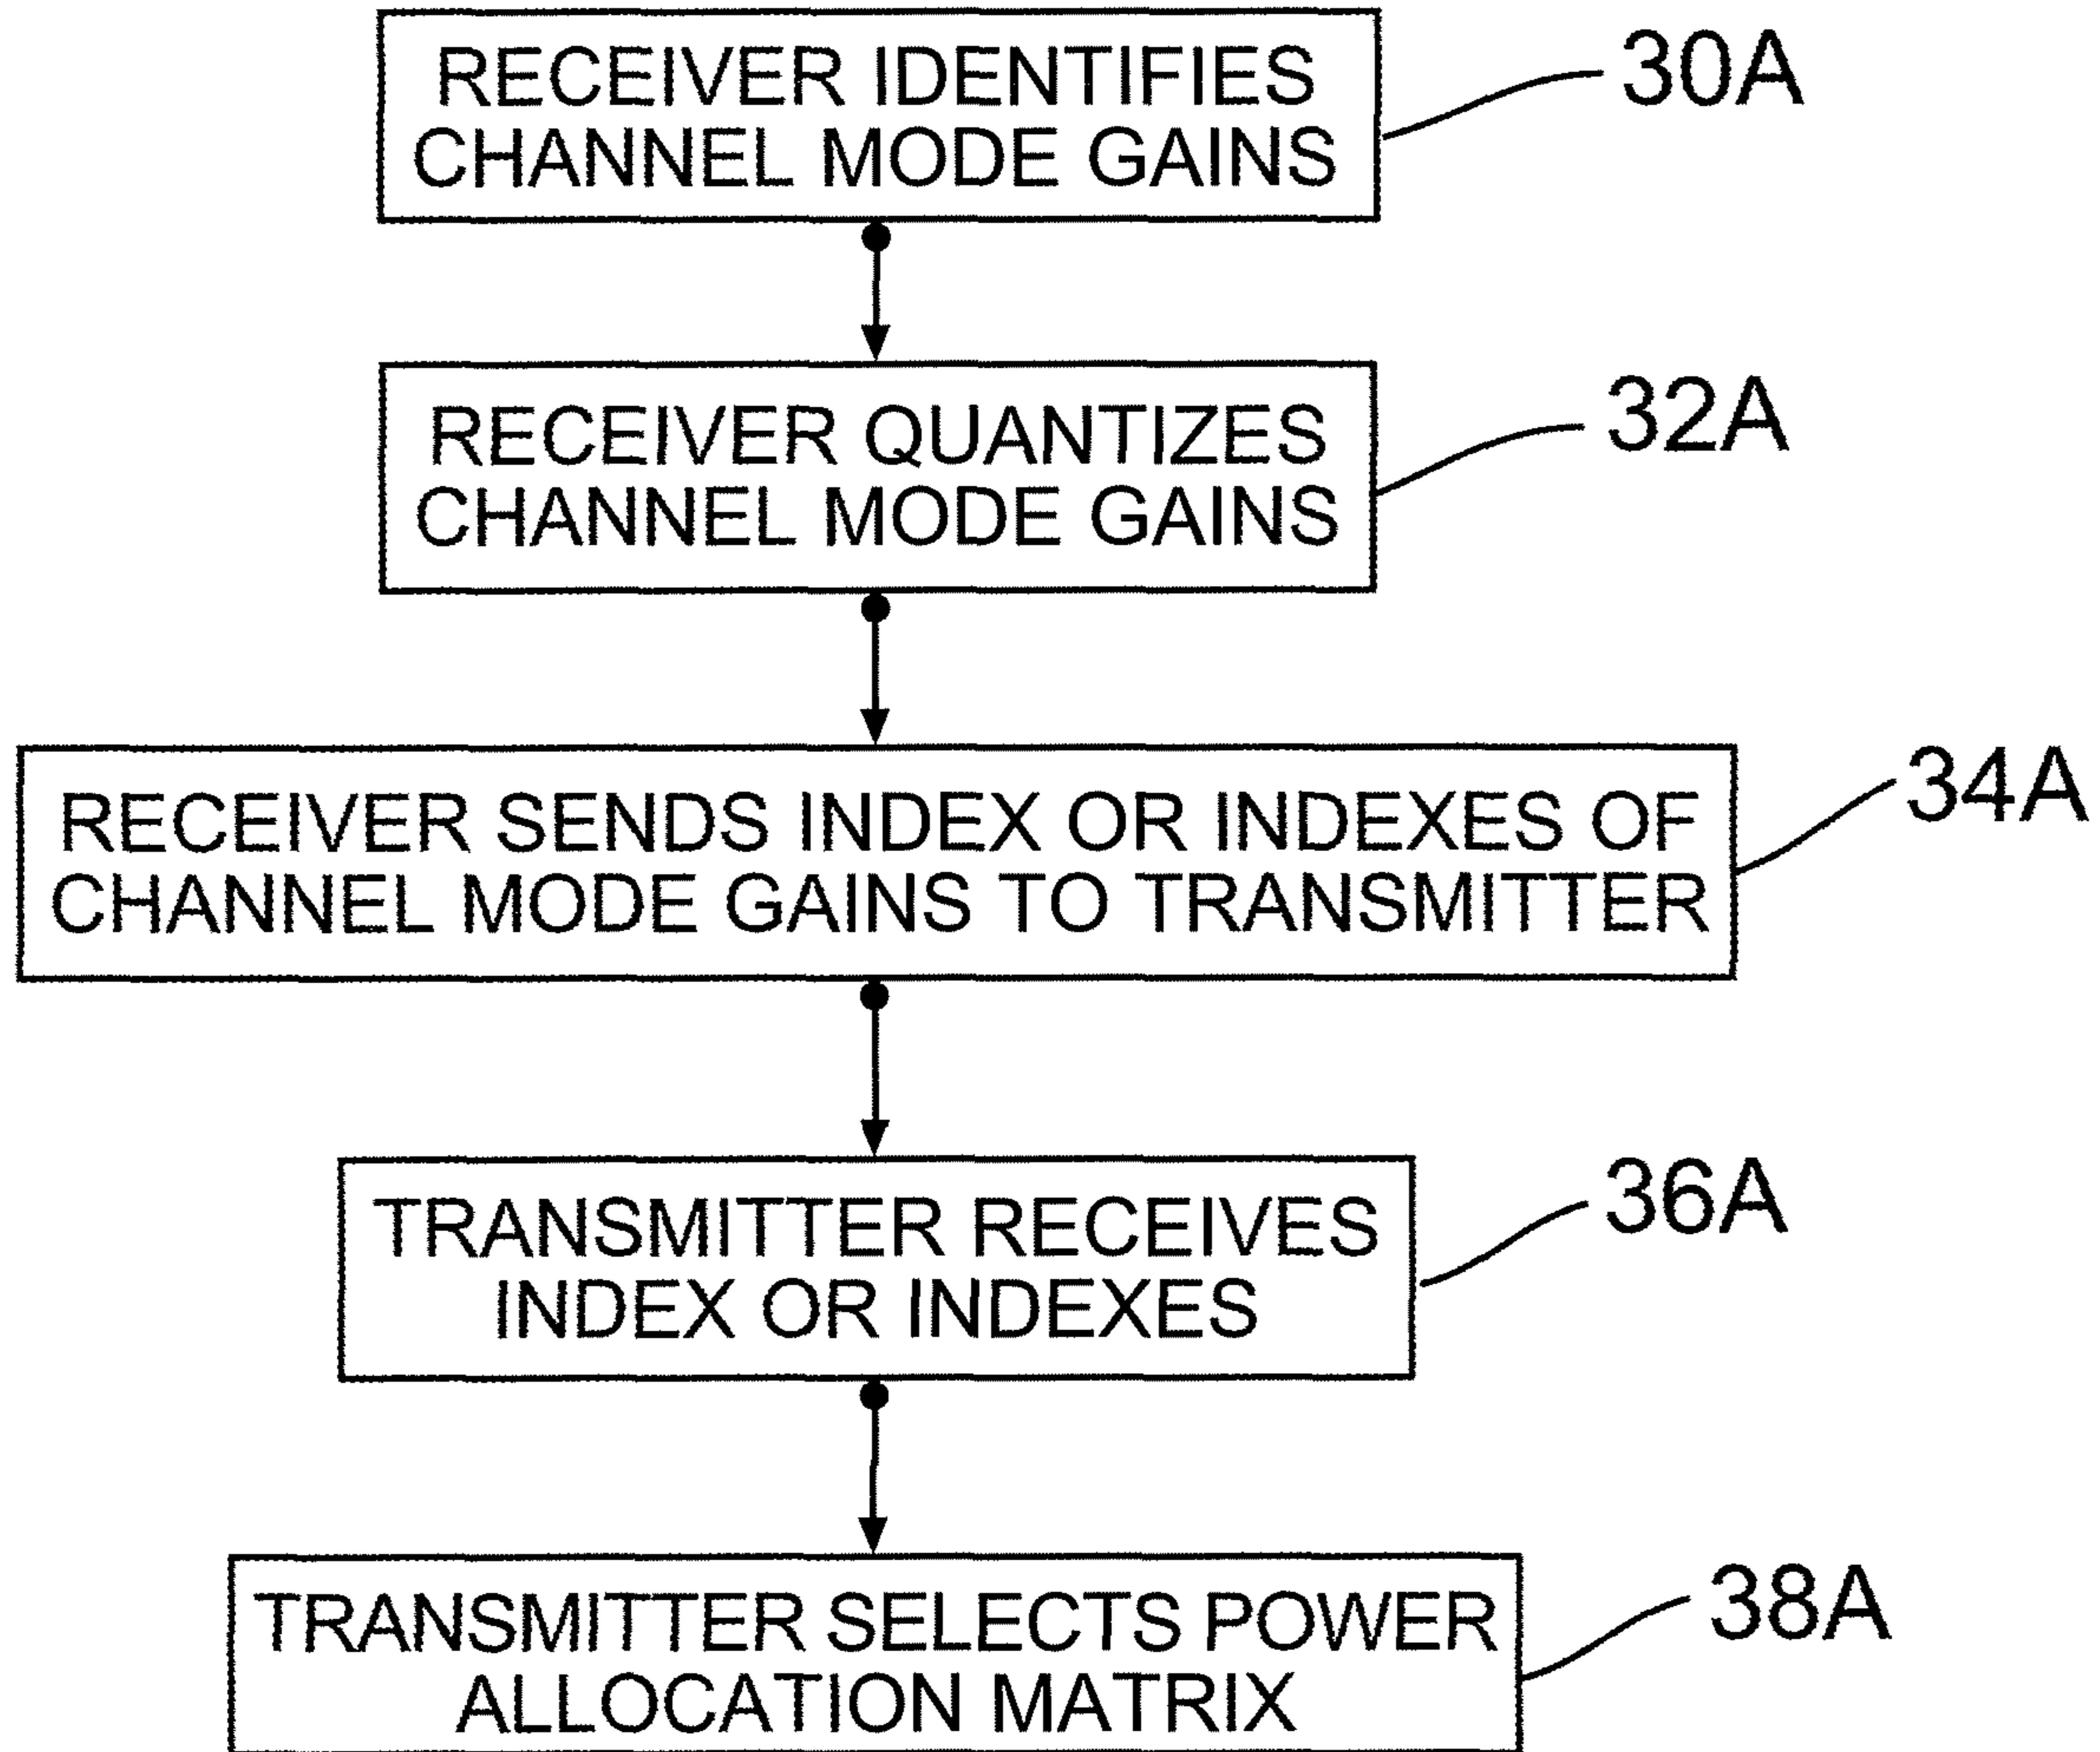 RECEIVER IDENTIFIES
CHANNEL MODE GAINS
30A
RECEIVER QUANTIZES
CHANNEL MODE GAINS
32A
RECEIVER SENDS INDEX OR INDEXES OF
CHANNEL MODE GAINS TO TRANSMITTER
34A
TRANSMITTER RECEIVES
INDEX OR INDEXES
36A
TRANSMITTER SELECTS POWER
ALLOCATION MATRIX
38A